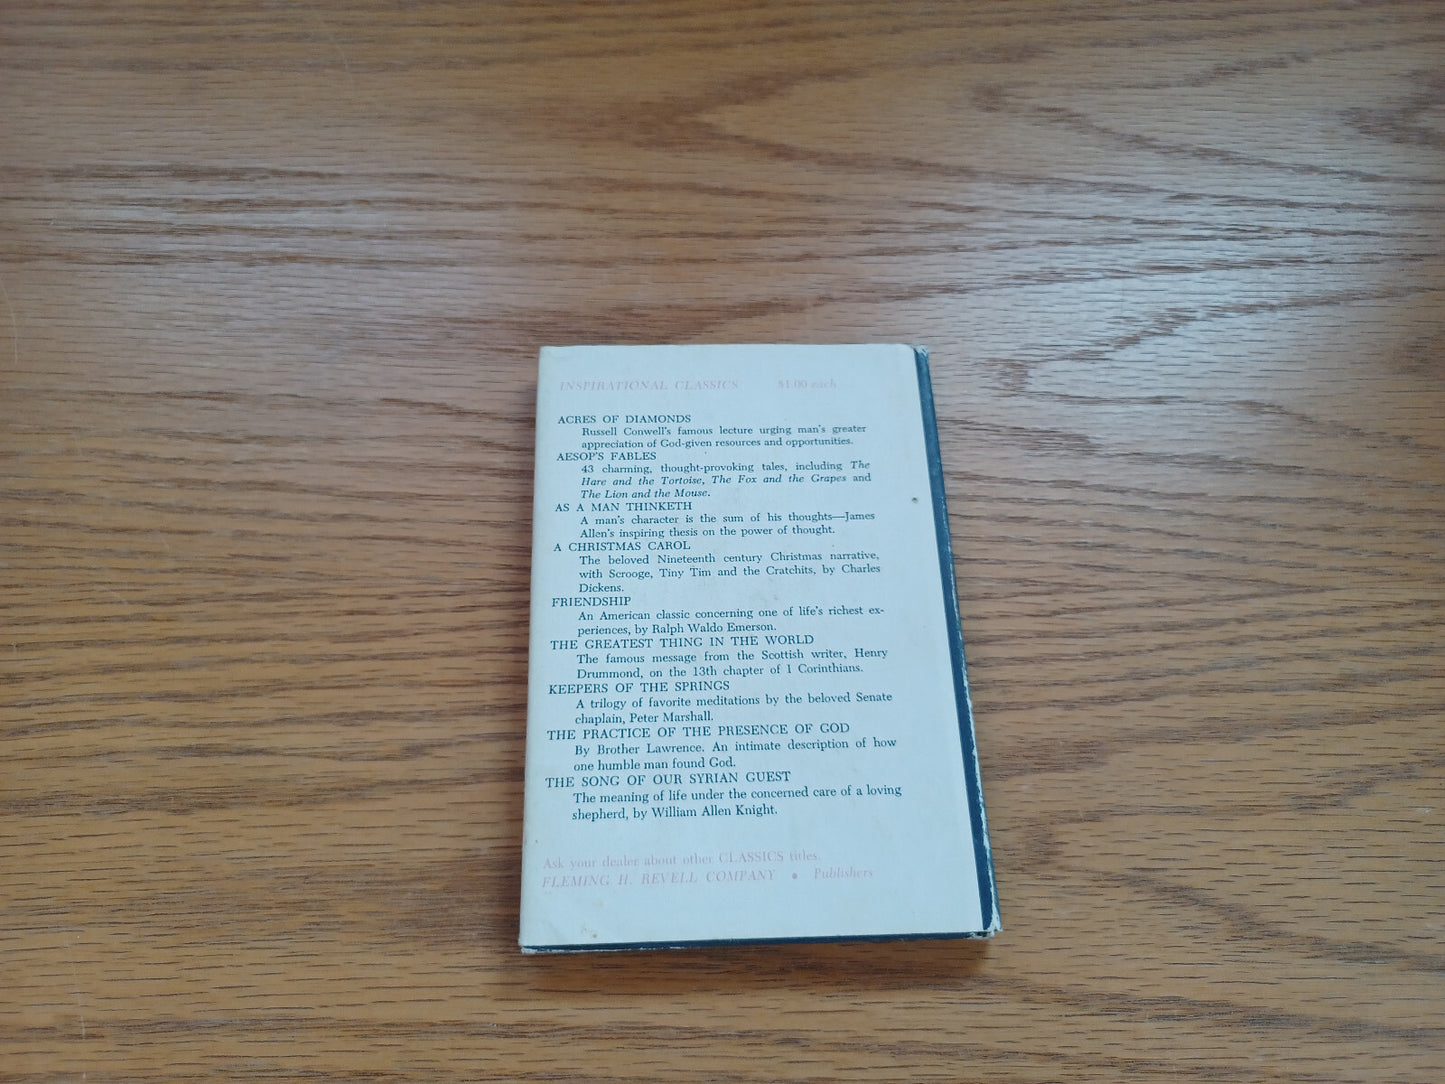 INSPIRATIONAL CLASSICS $1.00 each
ACRES OF DIAMONDS
Russell Conwell's famous lecture urging man's greater
appreciation of God-given resources and opportunities.
AESOP'S FABLES
43 charming, thought-provoking tales, including The
Hare and the Tortoise, The Fox and the Grapes and
The Lion and the Mouse.
AS A MAN THINKETH
A man's character is the sum of his thoughts—James
Allen's inspiring thesis on the power of thought.
A CHRISTMAS CAROL
The beloved Nineteenth century Christmas narrative,
with Scrooge, Tiny Tim and the Cratchits, by Charles
Dickens.
FRIENDSHIP
An American classic concerning one of life's richest ex-
periences, by Ralph Waldo Emerson.
THE GREATEST THING IN THE WORLD
The famous message from the Scottish writer, Henry
Drummond, on the 13th chapter of 1 Corinthians.
KEEPERS OF THE SPRINGS
A trilogy of favorite meditations by the beloved Senate
chaplain, Peter Marshall.
THE PRACTICE OF THE PRESENCE OF GOD
By Brother Lawrence. An intimate description of how
one humble man found God.
THE SONG OF OUR SYRIAN GUEST
The meaning of life under the concerned care of a loving
shepherd, by William Allen Knight.
Ask your dealer about other CLASSICS titles.
FLEMING H. REVELL COMPANY • Publishers